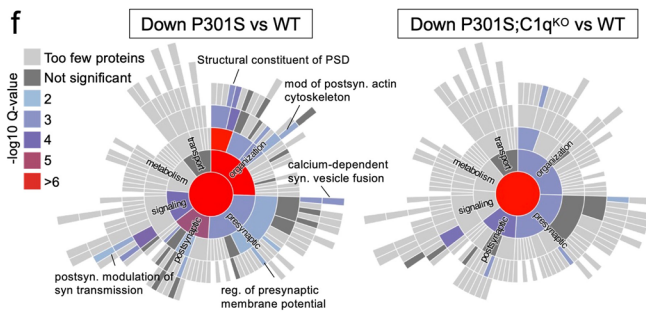 f
Down P301S vs WT
Down P301S;C1qKO vs WT
-log10 Q-value
Too few proteins
Not significant
2
3
4
5
>6
Structural constituent of PSD
mod of postsyn. actin
cytoskeleton
calcium-dependent
syn. vesicle fusion
reg. of presynaptic
membrane potential
postsyn. modulation of
syn transmission
transport
organization
metabolism
signaling
postsynaptic
presynaptic
transport
organization
metabolism
signaling
postsynaptic
presynaptic